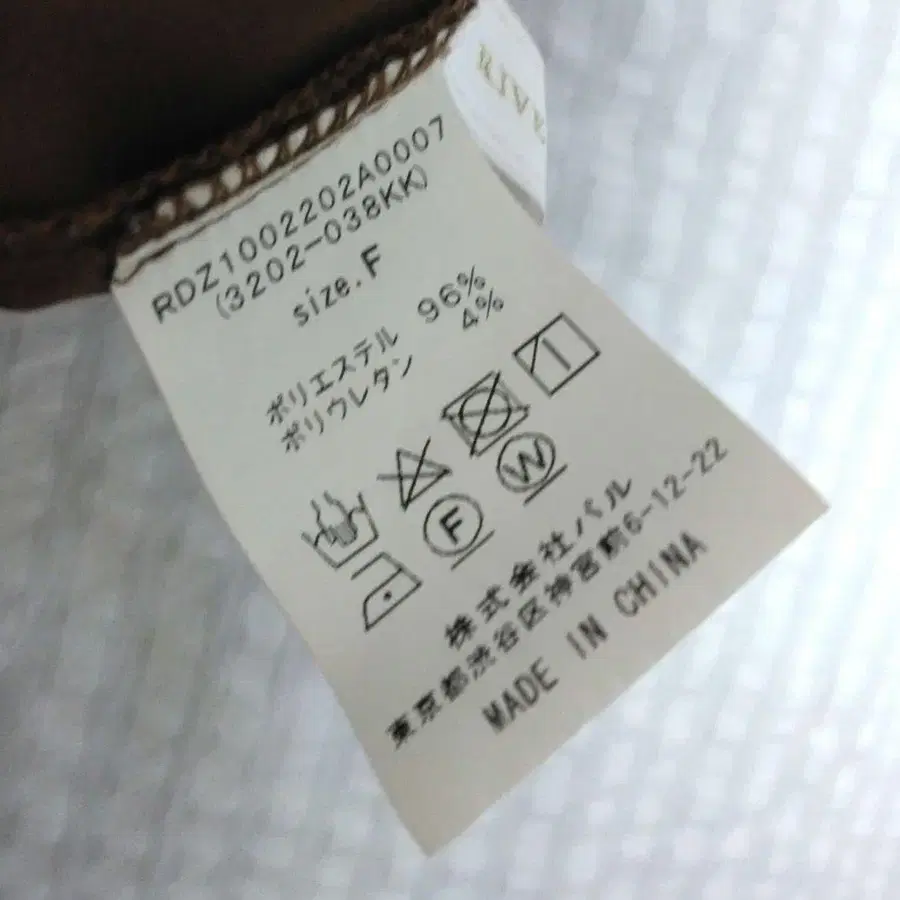 RIVE
RDZ1002202A0007
(3202-038KK)
size.F
ポリエステル 96%
ポリウレタン 4%
F
W
株式会社パル
東京都渋谷区神宮前6-12-22
MADE IN CHINA